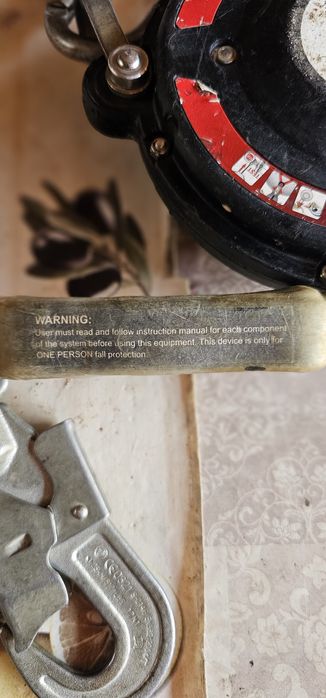 WARNING:
User must read and follow instruction manual for each component
of the system before using this equipment. This device is only for
ONE PERSON fall protection.